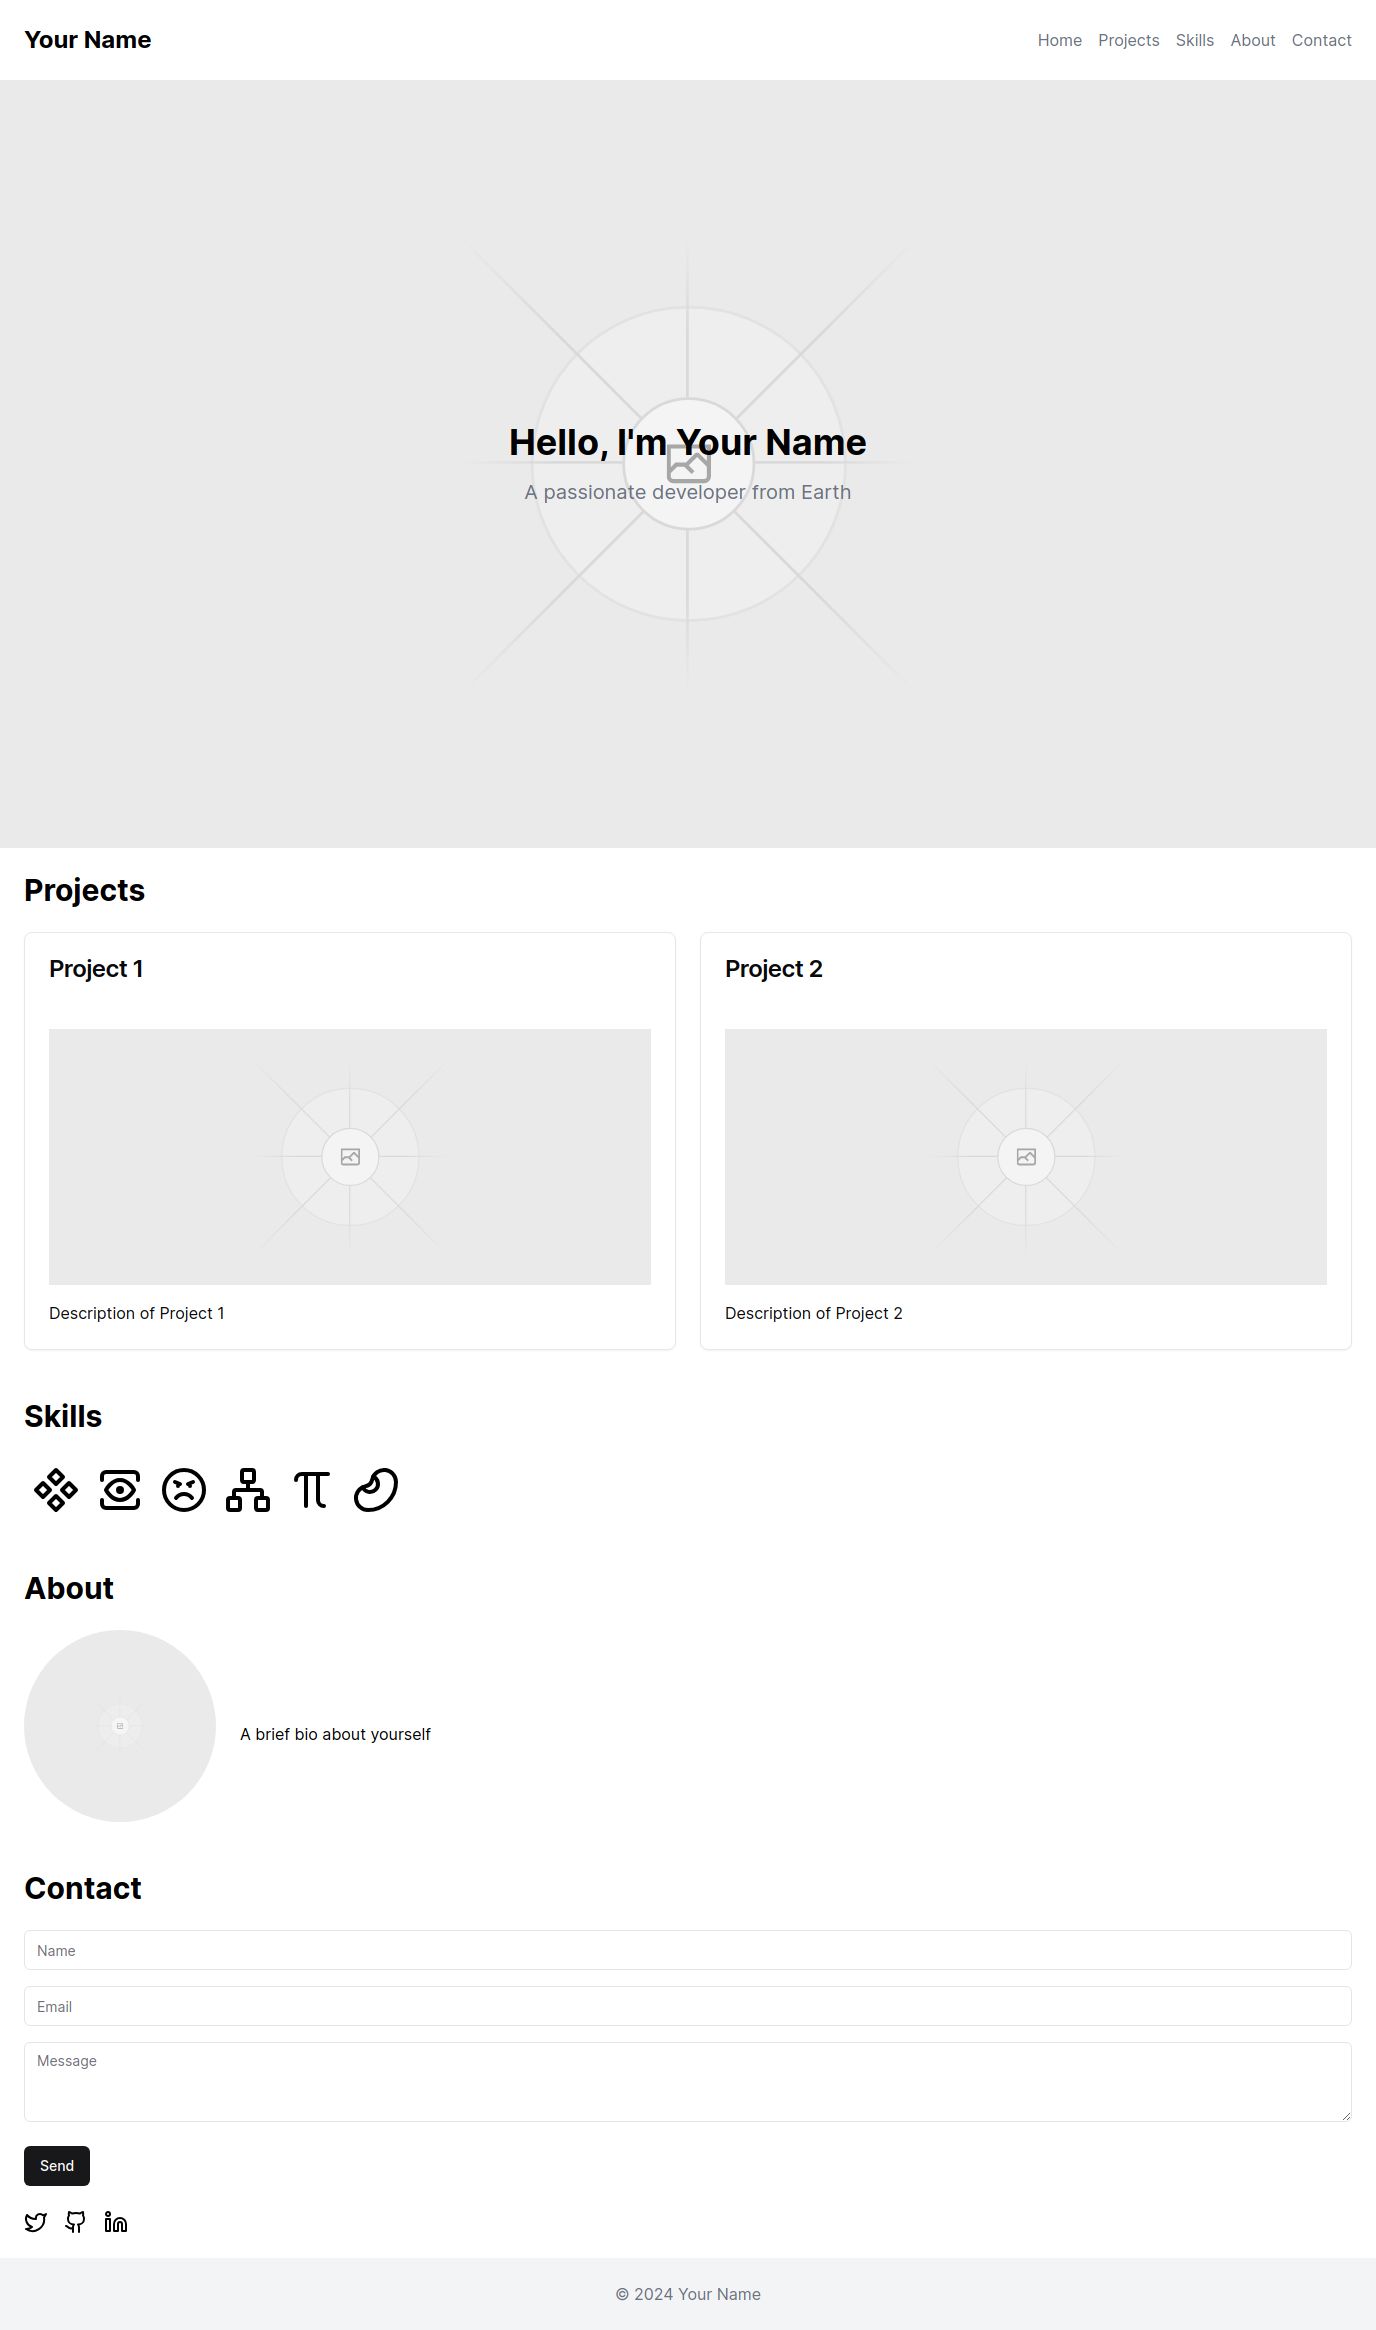 Your Name
Home Projects Skills About Contact
Hello, I'm Your Name
A passionate developer from Earth
Projects
Project 1
Project 2
Description of Project 1
Description of Project 2
Skills
About
A brief bio about yourself
Contact
Name
Email
Message
Send
© 2024 Your Name